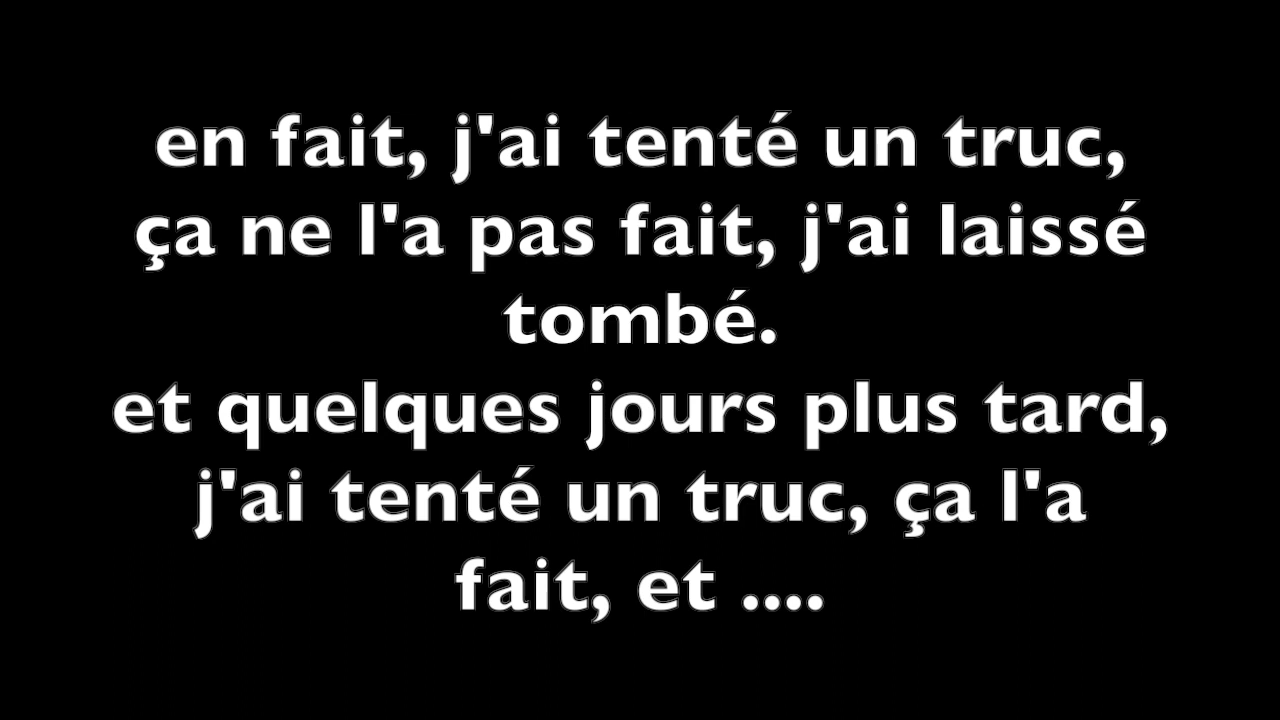 en fait, j'ai tenté un truc,
ça ne l'a pas fait, j'ai laissé
tombé.
et quelques jours plus tard,
j'ai tenté un truc, ça l'a
fait, et ....